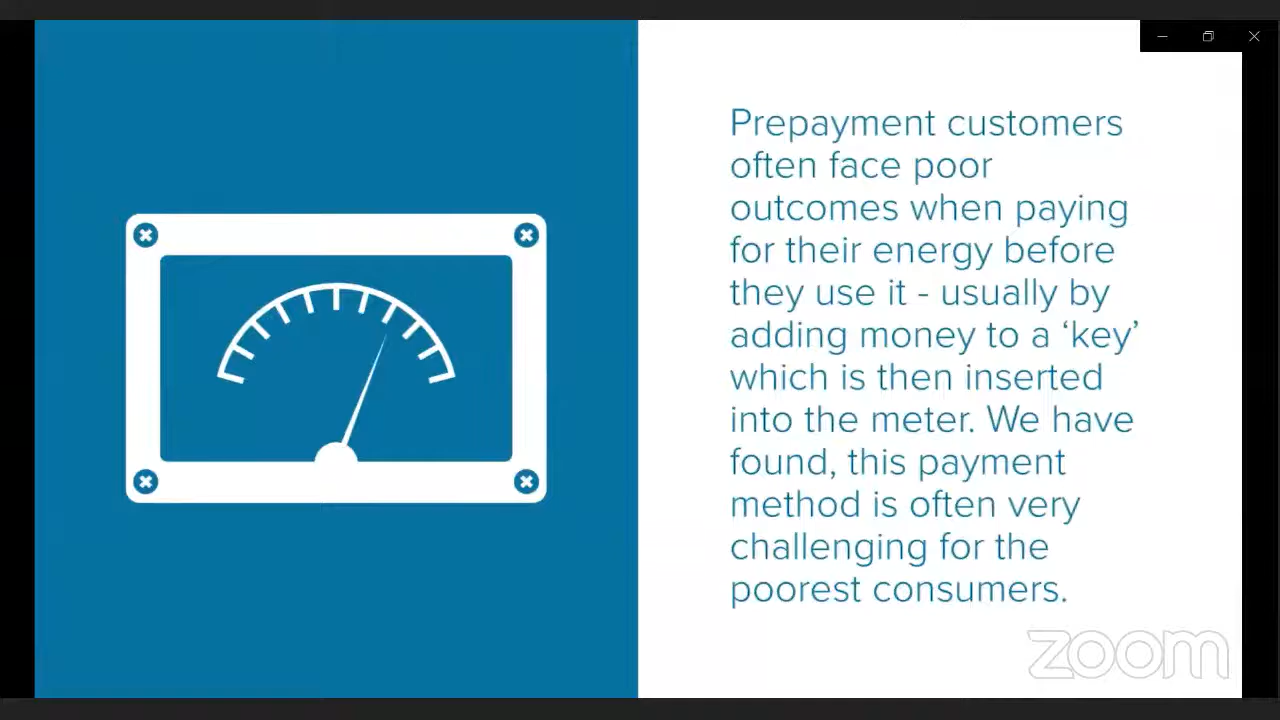 Prepayment customers
often face poor
outcomes when paying
for their energy before
they use it - usually by
adding money to a ‘key’
which is then inserted
into the meter. We have
found, this payment
method is often very
challenging for the
poorest consumers.
zoom